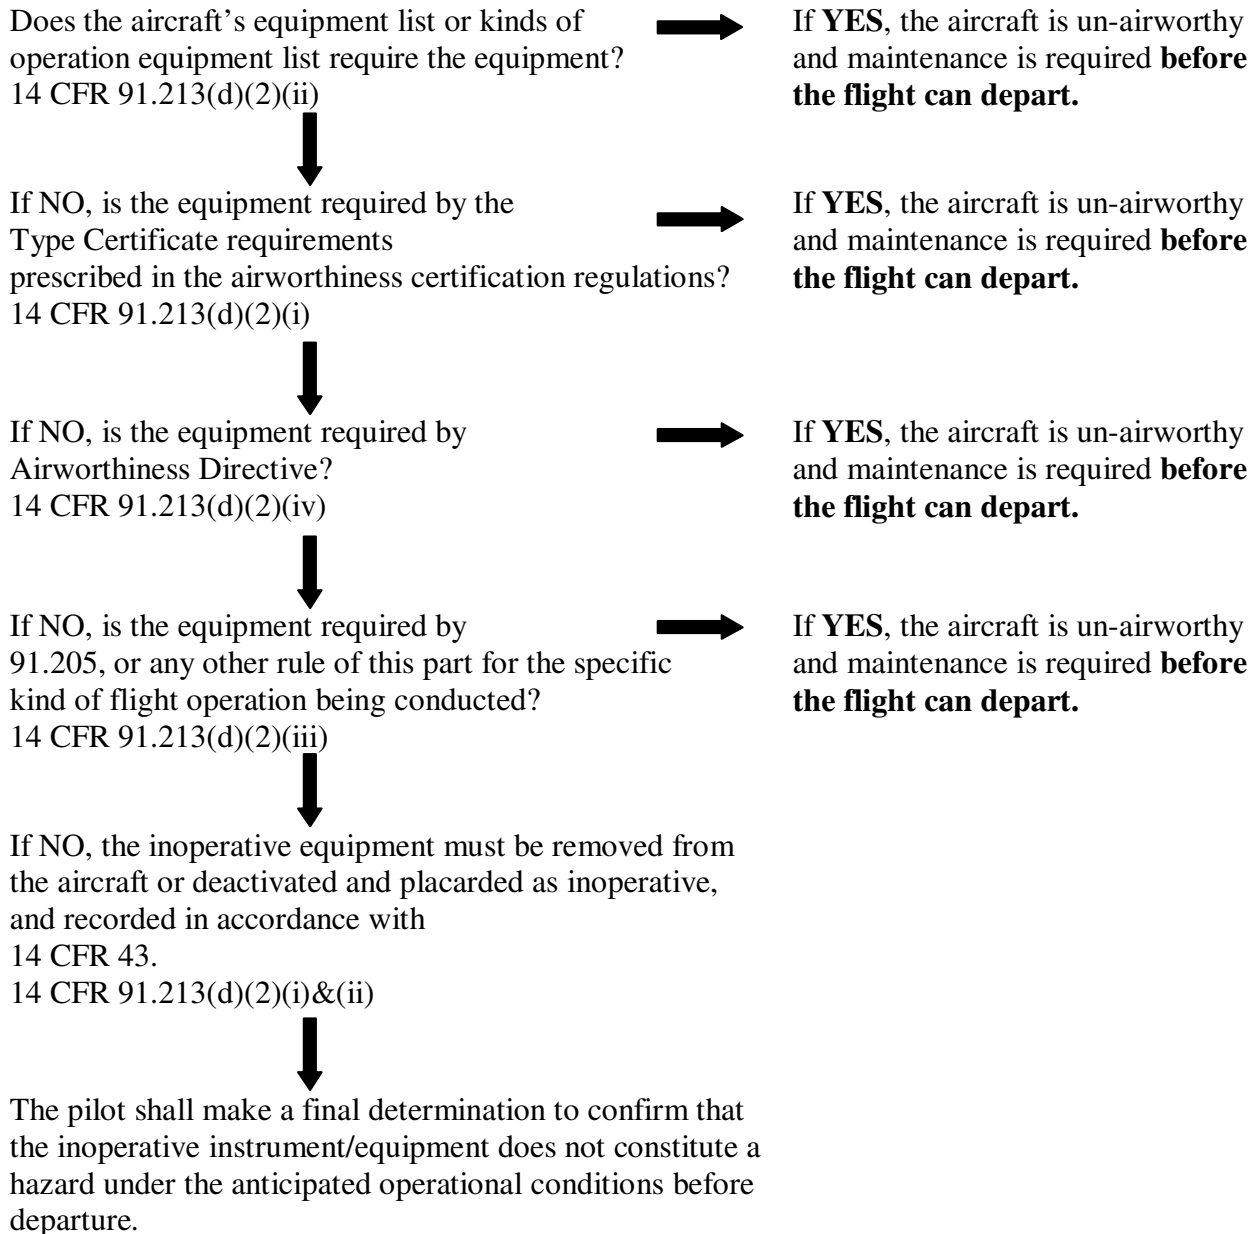 Does the aircraft's equipment list or kinds of
operation equipment list require the equipment?
14 CFR 91.213(d)(2)(ii)
If YES, the aircraft is un-airworthy
and maintenance is required before
the flight can depart.
If NO, is the equipment required by the
Type Certificate requirements
prescribed in the airworthiness certification regulations?
14 CFR 91.213(d)(2)(i)
If YES, the aircraft is un-airworthy
and maintenance is required before
the flight can depart.
If NO, is the equipment required by
Airworthiness Directive?
14 CFR 91.213(d)(2)(iv)
If YES, the aircraft is un-airworthy
and maintenance is required before
the flight can depart.
If NO, is the equipment required by
91.205, or any other rule of this part for the specific
kind of flight operation being conducted?
14 CFR 91.213(d)(2)(iii)
If YES, the aircraft is un-airworthy
and maintenance is required before
the flight can depart.
If NO, the inoperative equipment must be removed from
the aircraft or deactivated and placarded as inoperative,
and recorded in accordance with
14 CFR 43.
14 CFR 91.213(d)(2)(i)&(ii)
The pilot shall make a final determination to confirm that
the inoperative instrument/equipment does not constitute a
hazard under the anticipated operational conditions before
departure.